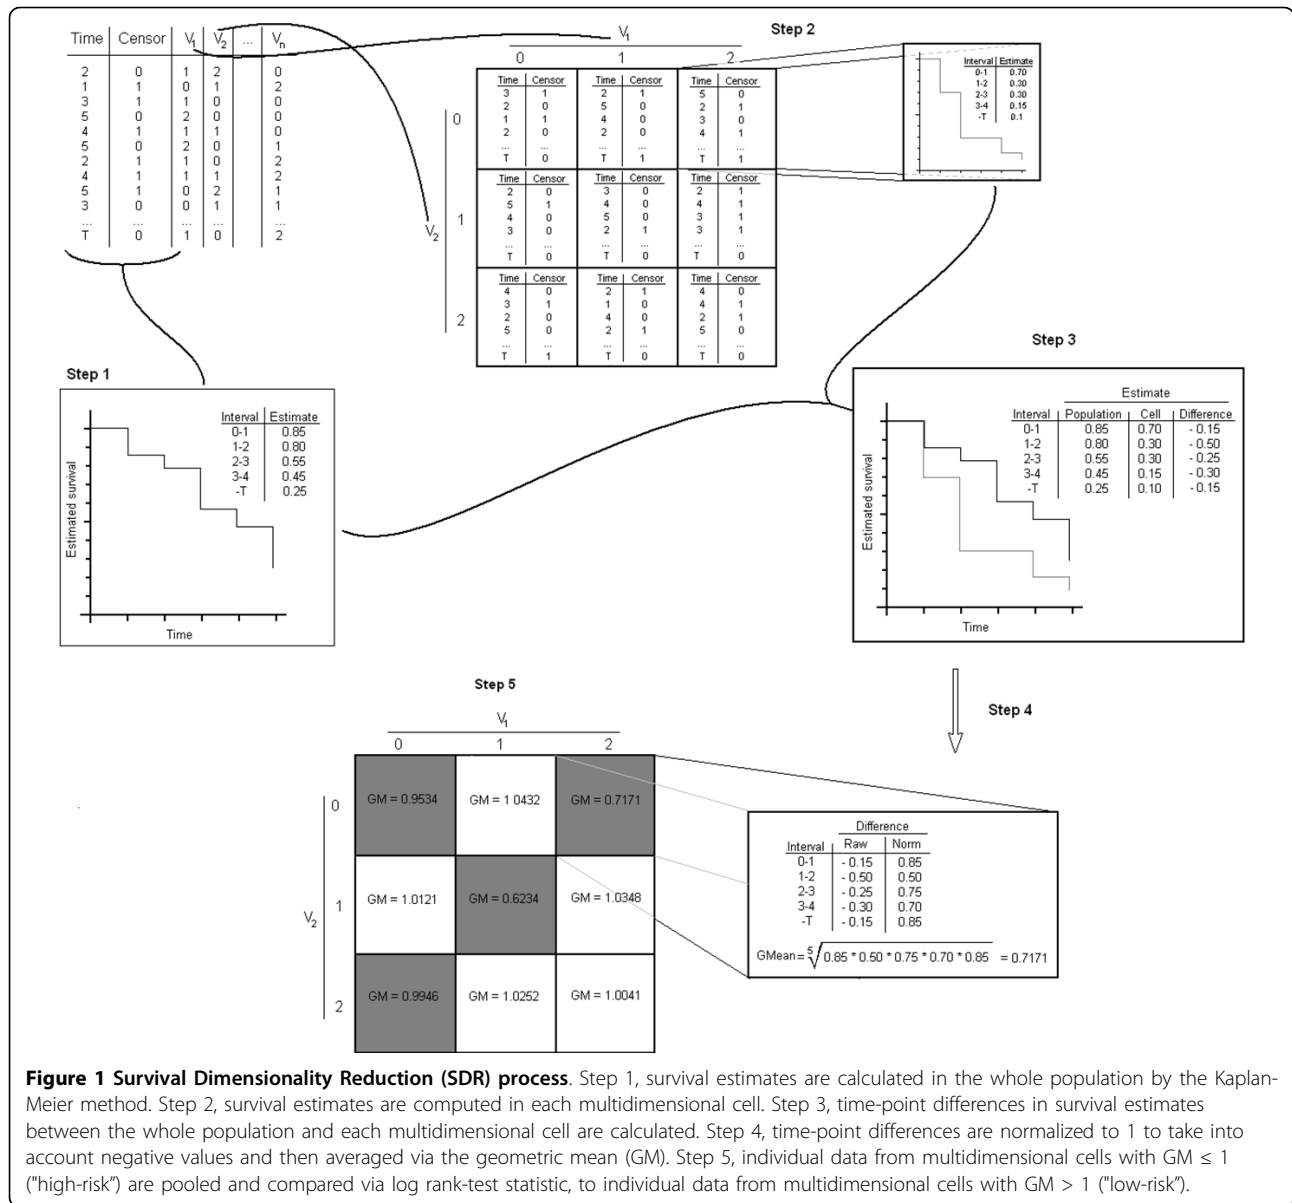 Time Censor V1 V2 ... Vn
2 0 1 2 0
1 1 0 1 2
3 1 1 0 0
5 0 2 0 0
4 1 1 1 0
5 0 2 0 1
2 1 1 0 2
4 1 1 1 2
5 1 0 2 1
3 0 0 1 1
... ... ... ... ...
T 0 1 0 2
Step 2
V1
0 1 2
V2
0
Time Censor
3 1
2 0
1 1
2 0
... ...
T 0
Time Censor
2 1
5 0
4 0
2 0
... ...
T 1
Time Censor
5 0
2 1
3 0
4 1
... ...
T 1
1
Time Censor
2 0
5 1
4 0
3 0
... ...
T 0
Time Censor
3 0
4 0
5 0
2 1
... ...
T 0
Time Censor
2 1
4 1
3 1
3 1
... ...
T 0
2
Time Censor
4 0
3 1
2 0
5 0
... ...
T 1
Time Censor
2 1
1 0
4 0
2 1
... ...
T 0
Time Censor
4 0
4 1
2 1
5 0
... ...
T 0
Interval Estimate
0-1 0.70
1-2 0.30
2-3 0.30
3-4 0.15
-T 0.1
Step 1
Interval Estimate
0-1 0.85
1-2 0.80
2-3 0.55
3-4 0.45
-T 0.25
Estimated survival
Time
Step 3
Estimate
Interval Population Cell Difference
0-1 0.85 0.70 - 0.15
1-2 0.80 0.30 - 0.50
2-3 0.55 0.30 - 0.25
3-4 0.45 0.15 - 0.30
-T 0.25 0.10 - 0.15
Estimated survival
Time
Step 4
Step 5
V1
0 1 2
V2
0 GM = 0.9534 GM = 1.0432 GM = 0.7171
1 GM = 1.0121 GM = 0.6234 GM = 1.0348
2 GM = 0.9946 GM = 1.0252 GM = 1.0041
Difference
Interval Raw Norm
0-1 - 0.15 0.85
1-2 - 0.50 0.50
2-3 - 0.25 0.75
3-4 - 0.30 0.70
-T - 0.15 0.85
GMean = 5√0.85 * 0.50 * 0.75 * 0.70 * 0.85 = 0.7171
Figure 1 Survival Dimensionality Reduction (SDR) process. Step 1, survival estimates are calculated in the whole population by the Kaplan-
Meier method. Step 2, survival estimates are computed in each multidimensional cell. Step 3, time-point differences in survival estimates
between the whole population and each multidimensional cell are calculated. Step 4, time-point differences are normalized to 1 to take into
account negative values and then averaged via the geometric mean (GM). Step 5, individual data from multidimensional cells with GM ≤ 1
("high-risk") are pooled and compared via log rank-test statistic, to individual data from multidimensional cells with GM > 1 ("low-risk").